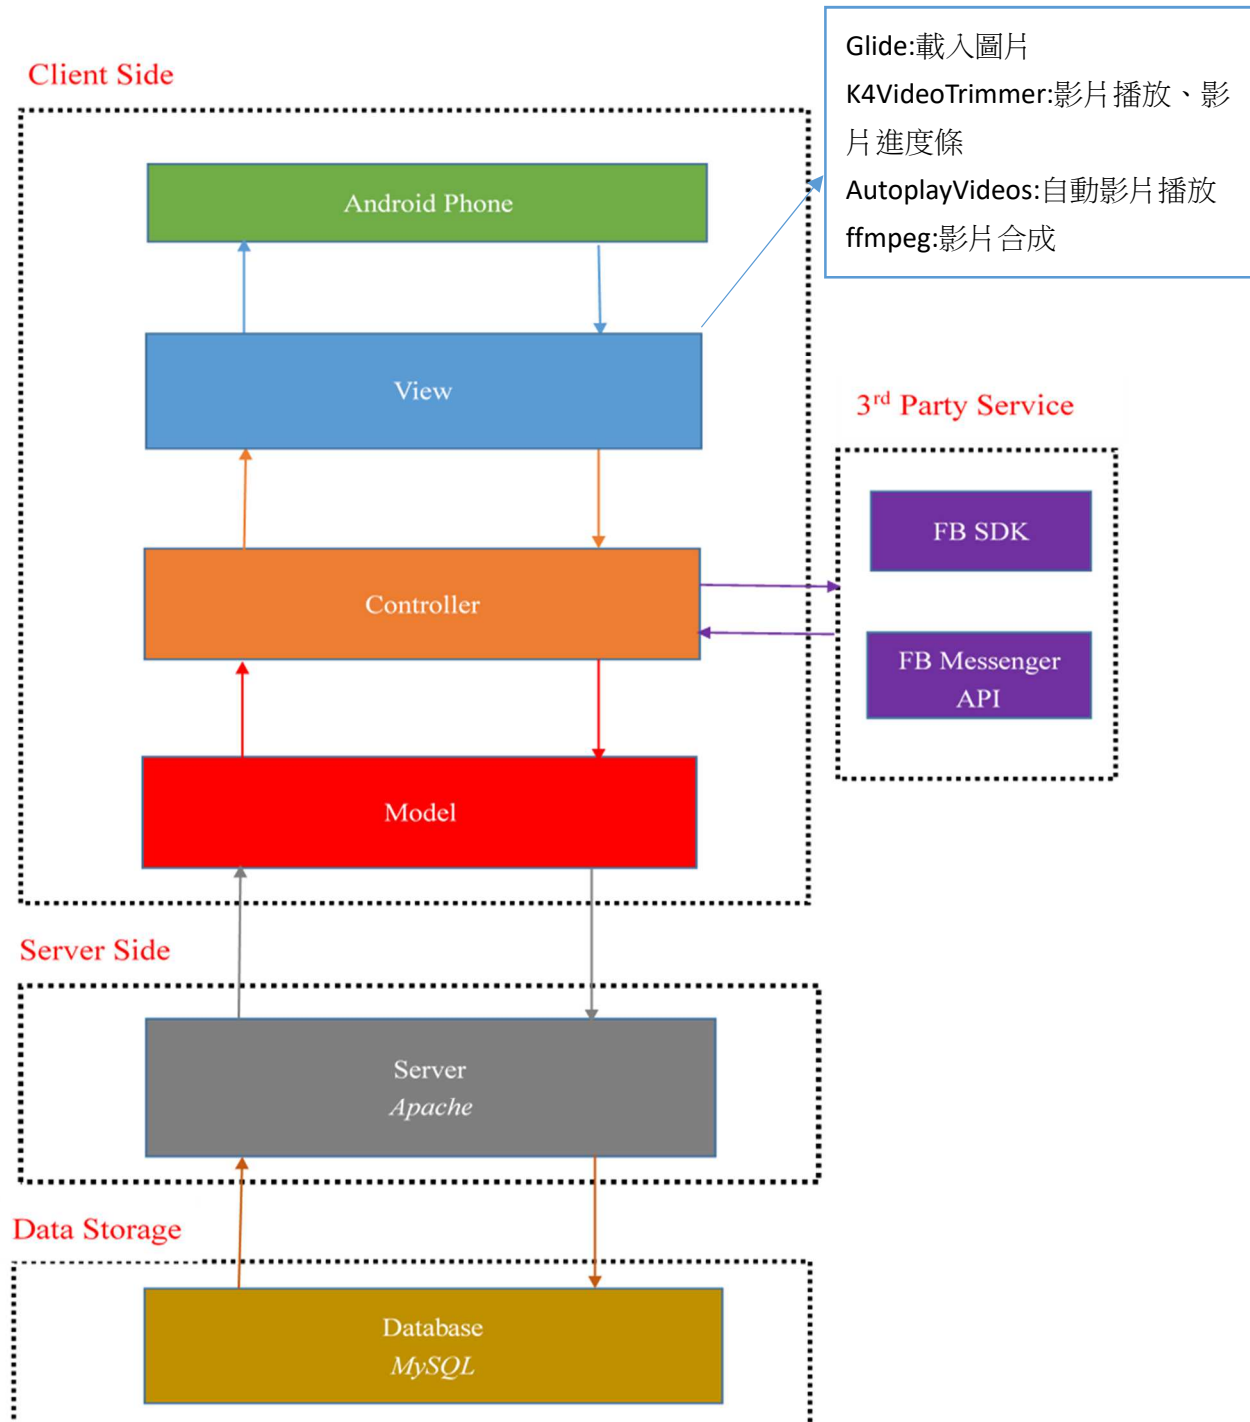 Glide:載入圖片
K4VideoTrimmer:影片播放、影
片進度條
AutoplayVideos:自動影片播放
ffmpeg:影片合成
Client Side
Android Phone
View
3rd Party Service
FB SDK
Controller
FB Messenger
API
Model
Server Side
Server
Apache
Data Storage
Database
MySQL